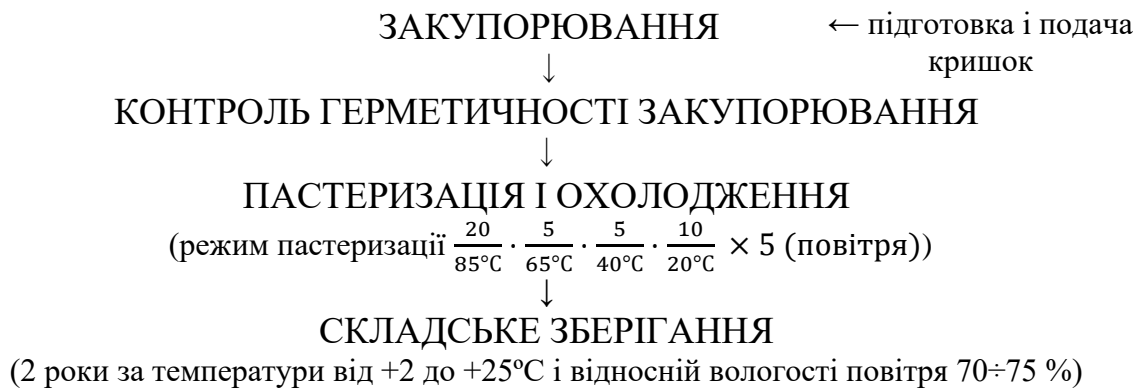 ЗАКУПОРЮВАННЯ ← підготовка і подача
кришок
↓
КОНТРОЛЬ ГЕРМЕТИЧНОСТІ ЗАКУПОРЮВАННЯ
↓
ПАСТЕРИЗАЦІЯ І ОХОЛОДЖЕННЯ
(режим пастеризації 20/85°C · 5/65°C · 5/40°C · 10/20°C × 5 (повітря))
↓
СКЛАДСЬКЕ ЗБЕРІГАННЯ
(2 роки за температури від +2 до +25ºС і відносній вологості повітря 70÷75 %)